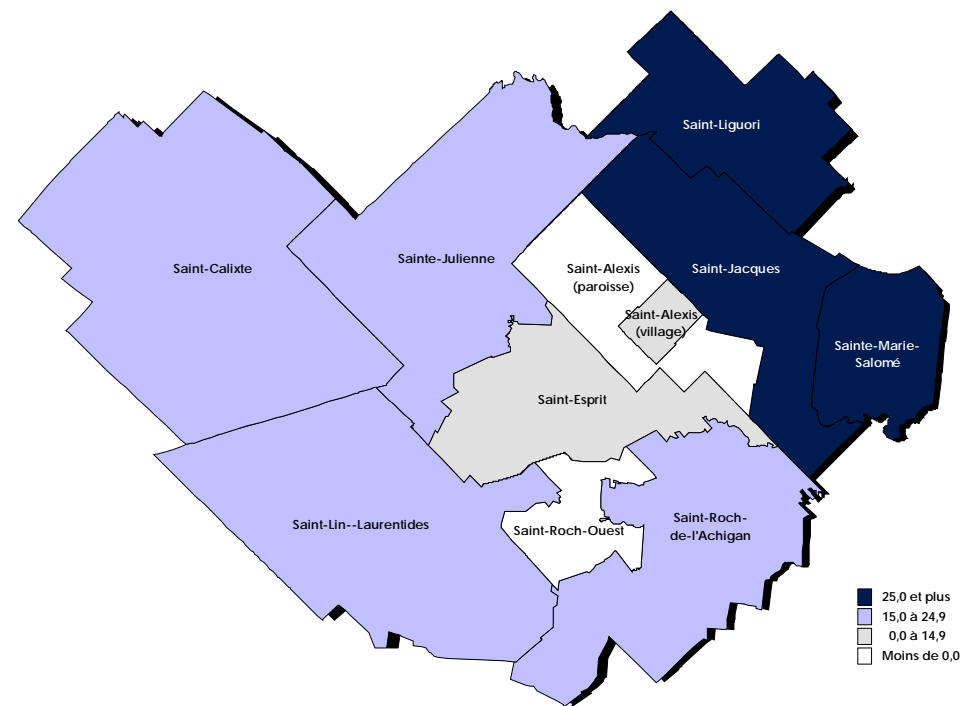 Saint-Liguori
Saint-Calixte
Sainte-Julienne
Saint-Alexis
(paroisse)
Saint-Jacques
Saint-Alexis
(village)
Sainte-Marie-
Salomé
Saint-Esprit
Saint-Lin--Laurentides
Saint-Roch-Ouest
Saint-Roch-
de-l'Achigan
25,0 et plus
15,0 à 24,9
0,0 à 14,9
Moins de 0,0